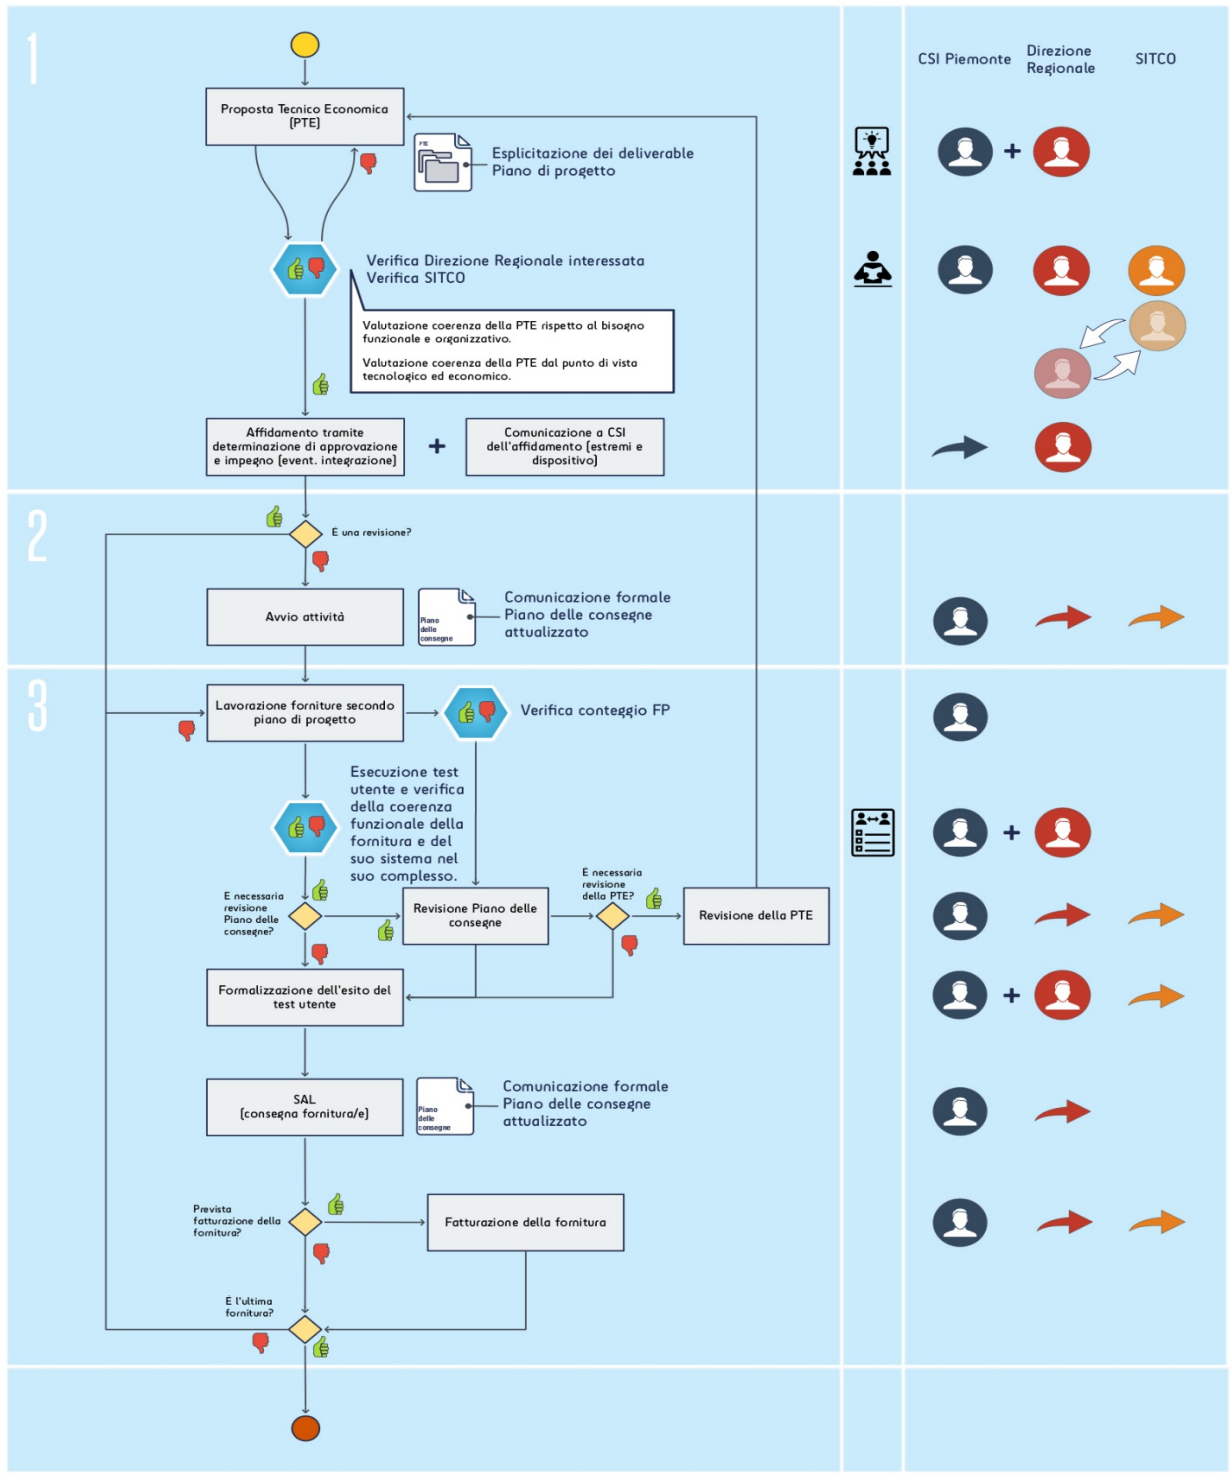 1
CSI Piemonte
Direzione
Regionale
SITCO
Proposta Tecnico Economica
(PTE)
PTE
Esplicitazione dei deliverable
Piano di progetto
Verifica Direzione Regionale interessata
Verifica SITCO
Valutazione coerenza della PTE rispetto al bisogno
funzionale e organizzativo.
Valutazione coerenza della PTE dal punto di vista
tecnologico ed economico.
Affidamento tramite
determinazione di approvazione
e impegno (event. integrazione)
+
Comunicazione a CSI
dell'affidamento (estremi e
dispositivo)
2
É una revisione?
Avvio attività
Piano
delle
consegne
Comunicazione formale
Piano delle consegne
attualizzato
3
Lavorazione forniture secondo
piano di progetto
Verifica conteggio FP
Esecuzione test
utente e verifica
della coerenza
funzionale della
fornitura e del
suo sistema nel
suo complesso.
É necessaria
revisione
Piano delle
consegne?
Revisione Piano delle
consegne
É necessaria
revisione
della PTE?
Revisione della PTE
Formalizzazione dell'esito del
test utente
SAL
(consegna fornitura/e)
Piano
delle
consegne
Comunicazione formale
Piano delle consegne
attualizzato
Prevista
fatturazione della
fornitura?
Fatturazione della fornitura
É l'ultima
fornitura?